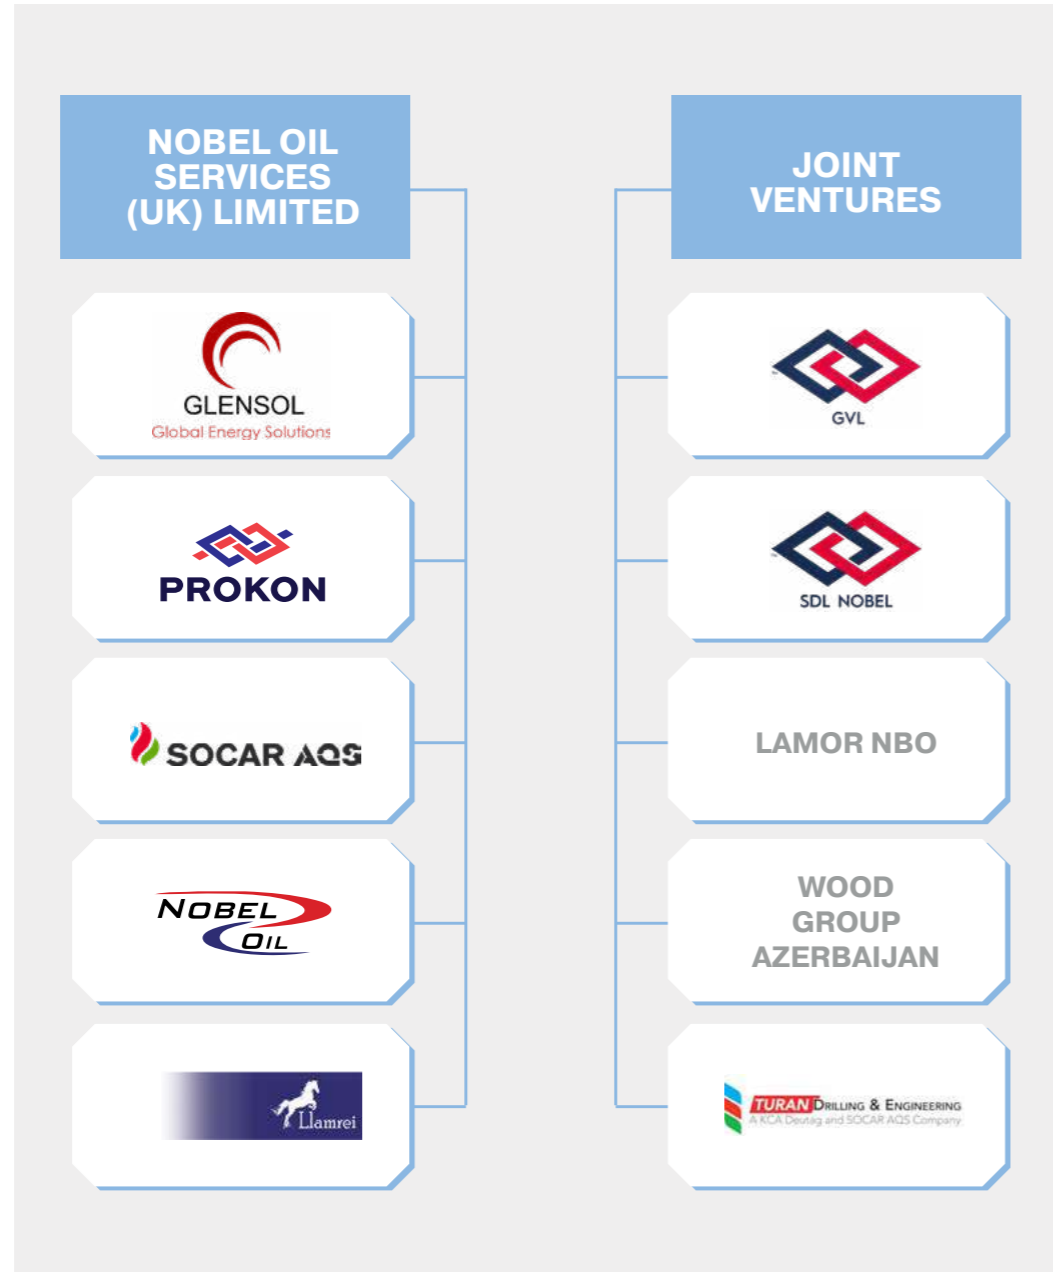 NOBEL OIL
SERVICES
(UK) LIMITED
GLENSOL
Global Energy Solutions
PROKON
SOCAR AQS
NOBEL
OIL
Llamrei
JOINT
VENTURES
GVL
SDL NOBEL
LAMOR NBO
WOOD
GROUP
AZERBAIJAN
TURAN DRILLING & ENGINEERING
A KCA Deutag and SOCAR AQS Company